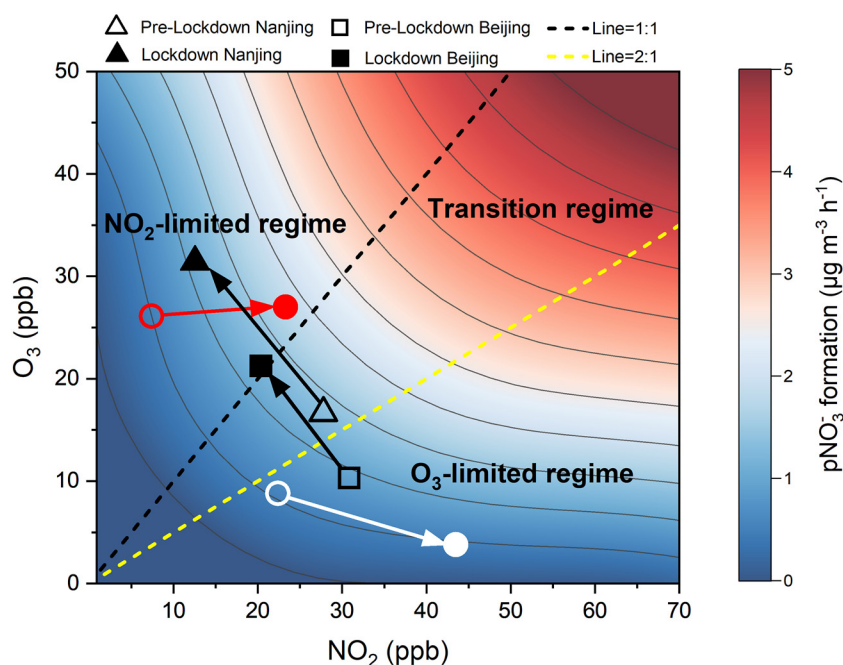 Pre-Lockdown Nanjing Pre-Lockdown Beijing Line=1:1
Lockdown Nanjing Lockdown Beijing Line=2:1
50
40
30
20
10
0
O₃ (ppb)
NO₂-limited regime
Transition regime
O₃-limited regime
10 20 30 40 50 60 70
NO₂ (ppb)
5
4
3
2
1
0
pNO₃⁻ formation (μg m⁻³ h⁻¹)